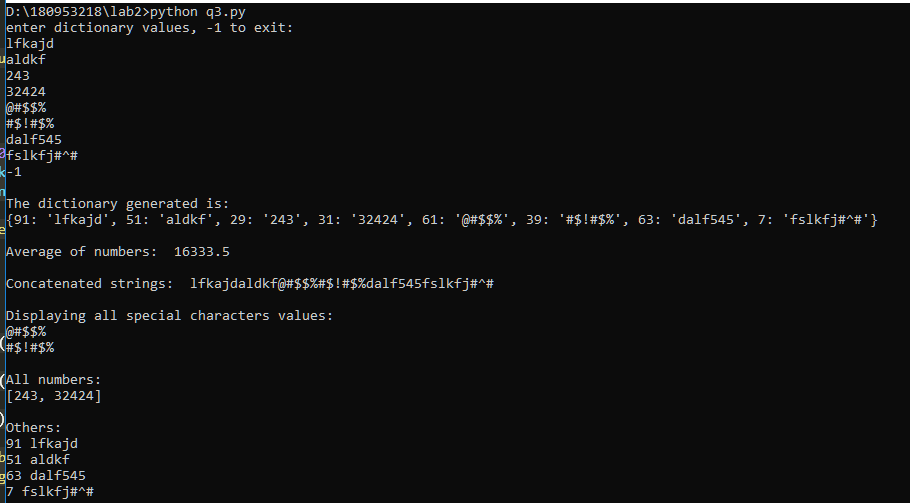 D:\180953218\lab2>python q3.py
enter dictionary values, -1 to exit:
lfkajd
aldkf
243
32424
@#$$%
#$!#$%
dalf545
fslkfj#^#
-1
The dictionary generated is:
{91: 'lfkajd', 51: 'aldkf', 29: '243', 31: '32424', 61: '@#$$%', 39: '#$!#$%', 63: 'dalf545', 7: 'fslkfj#^#'}
Average of numbers:  16333.5
Concatenated strings:  lfkajdaldkf@#$$%#$!#$%dalf545fslkfj#^#
Displaying all special characters values:
@#$$%
#$!#$%
All numbers:
[243, 32424]
Others:
91 lfkajd
51 aldkf
63 dalf545
7 fslkfj#^#